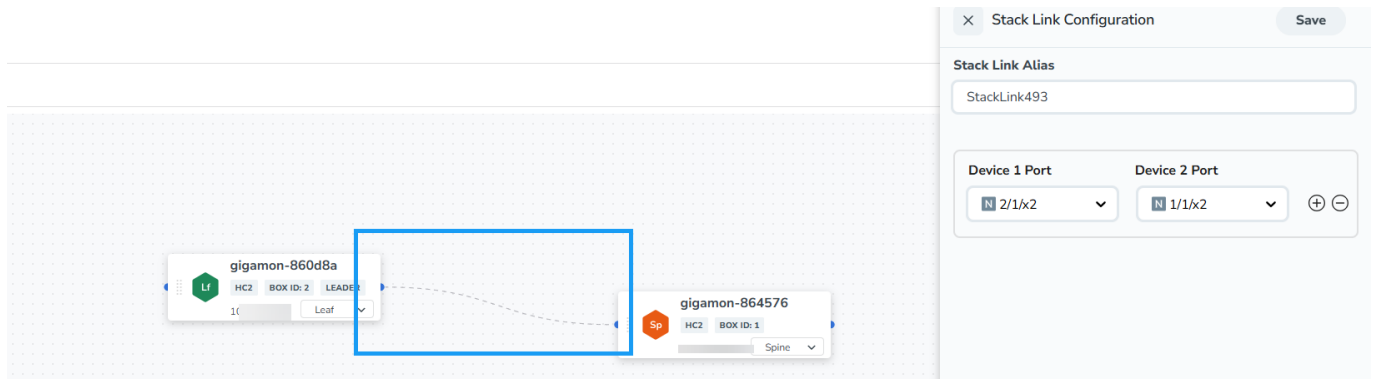 Stack Link Configuration
Save
Stack Link Alias
StackLink493
Device 1 Port
Device 2 Port
N 2/1/x2
N 1/1/x2
gigamon-860d8a
Lf
HC2
BOX ID: 2
LEADER
Leaf
gigamon-864576
Sp
HC2
BOX ID: 1
Spine